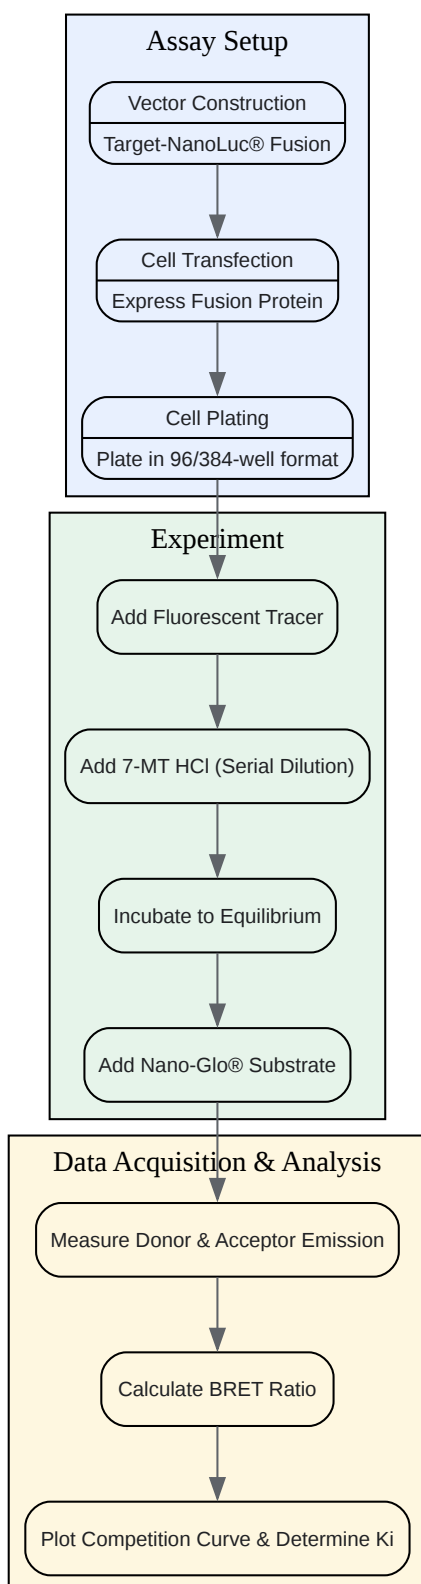 Assay Setup
Vector Construction
Target-NanoLuc® Fusion
Cell Transfection
Express Fusion Protein
Cell Plating
Plate in 96/384-well format
Experiment
Add Fluorescent Tracer
Add 7-MT HCl (Serial Dilution)
Incubate to Equilibrium
Add Nano-Glo® Substrate
Data Acquisition & Analysis
Measure Donor & Acceptor Emission
Calculate BRET Ratio
Plot Competition Curve & Determine Ki